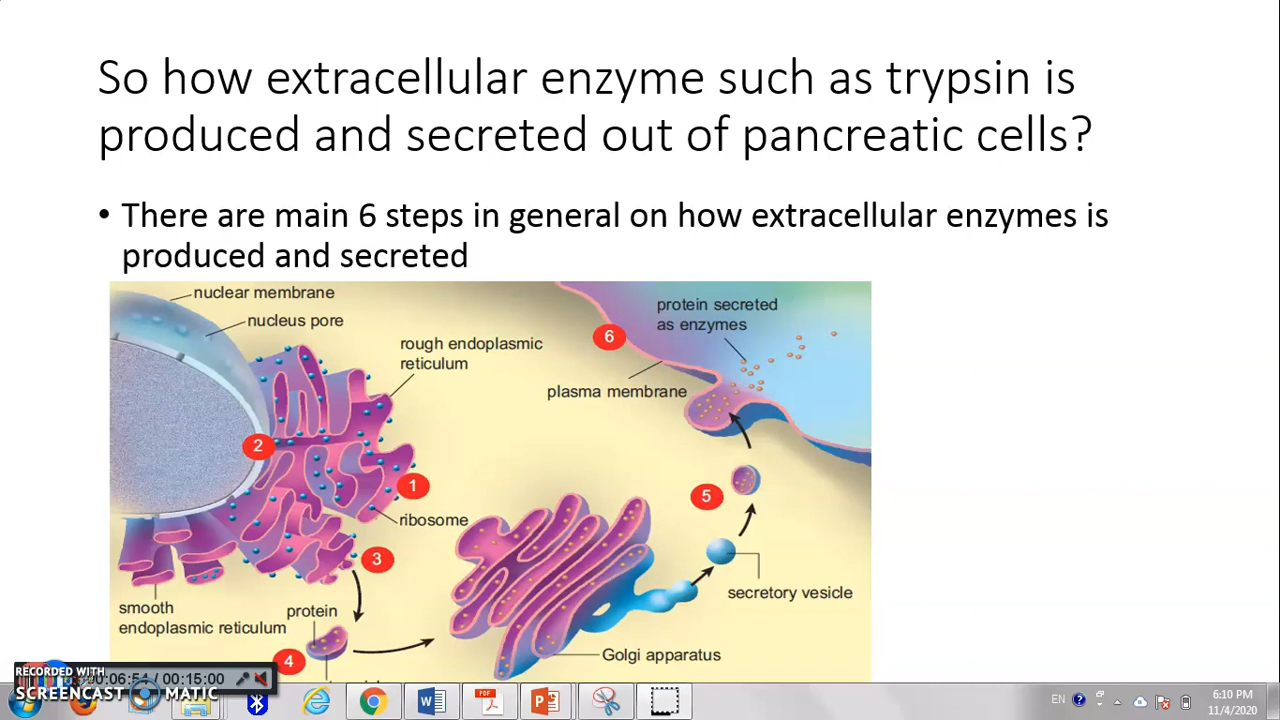 So how extracellular enzyme such as trypsin is
produced and secreted out of pancreatic cells?
• There are main 6 steps in general on how extracellular enzymes is
produced and secreted
nuclear membrane
nucleus pore
rough endoplasmic
reticulum
2
1
ribosome
3
smooth
endoplasmic reticulum
protein
4
Golgi apparatus
secretory vesicle
5
6
plasma membrane
protein secreted
as enzymes
RECORDED WITH
SCREENCAST MATIC
/ 00:15:00
EN
6:10 PM
11/4/2020